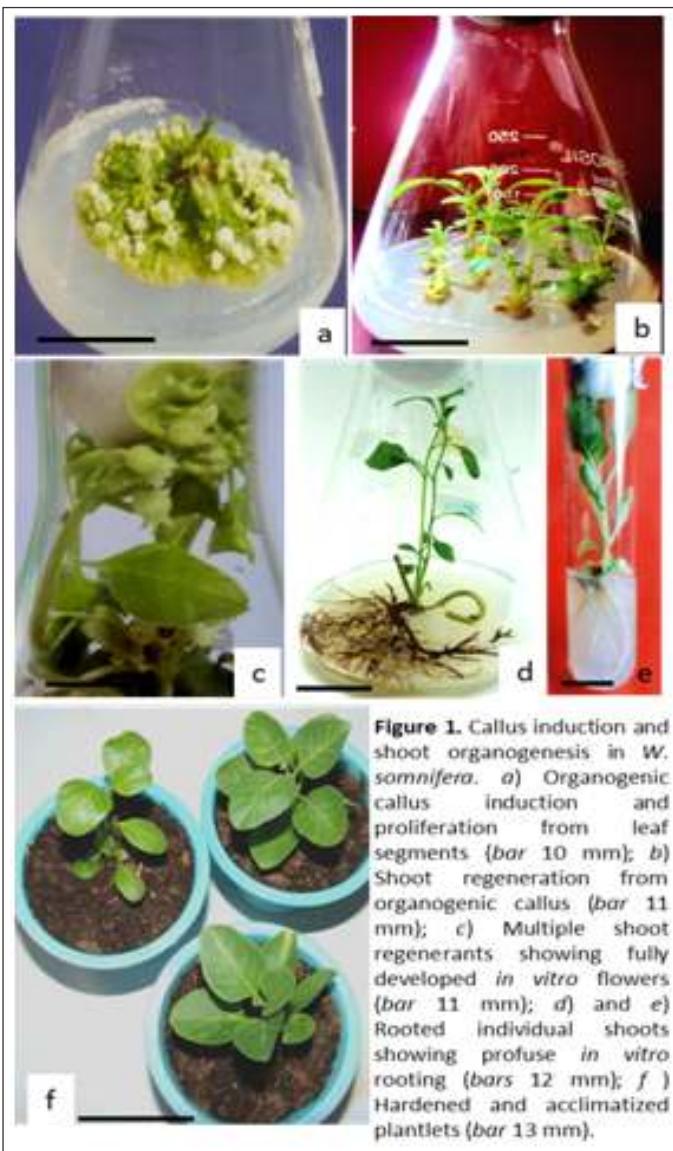 250
a
b
c
d
e
f
Figure 1. Callus induction and
shoot organogenesis in W.
somnifera. a) Organogenic
callus induction and
proliferation from leaf
segments (bar 10 mm); b)
Shoot regeneration from
organogenic callus (bar 11
mm); c) Multiple shoot
regenerants showing fully
developed in vitro flowers
(bar 11 mm); d) and e)
Rooted individual shoots
showing profuse in vitro
rooting (bars 12 mm); f )
Hardened and acclimatized
plantlets (bar 13 mm).